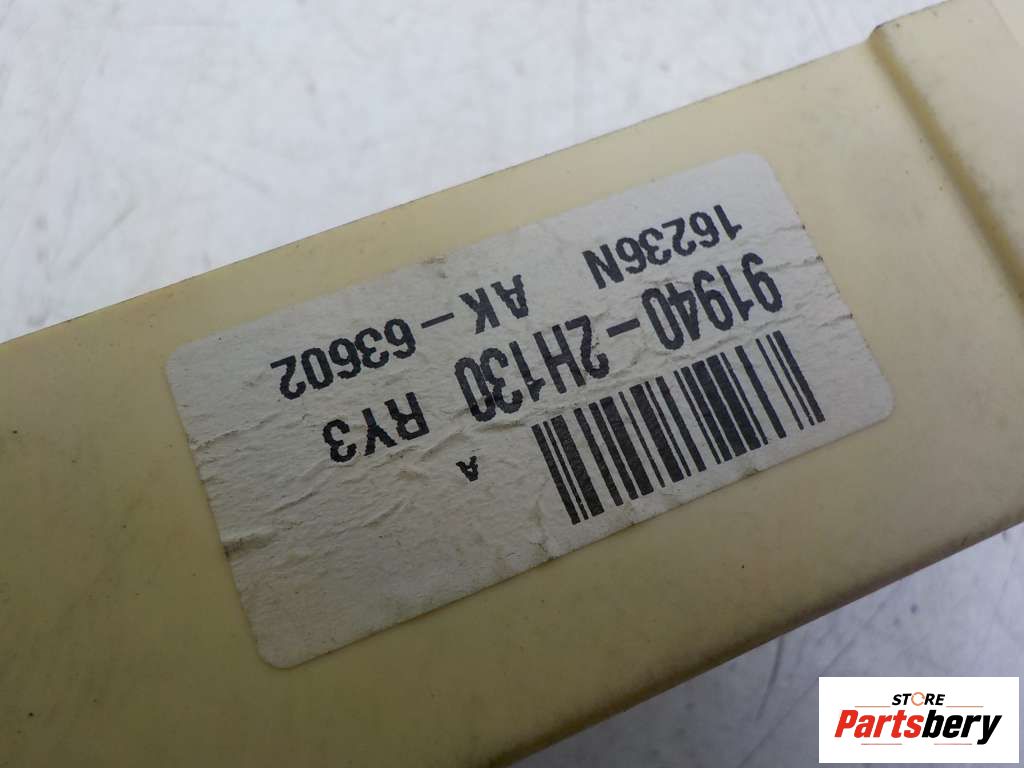 A
91940-2H130 RY3
16236N AK-63602
STORE
Partsbery